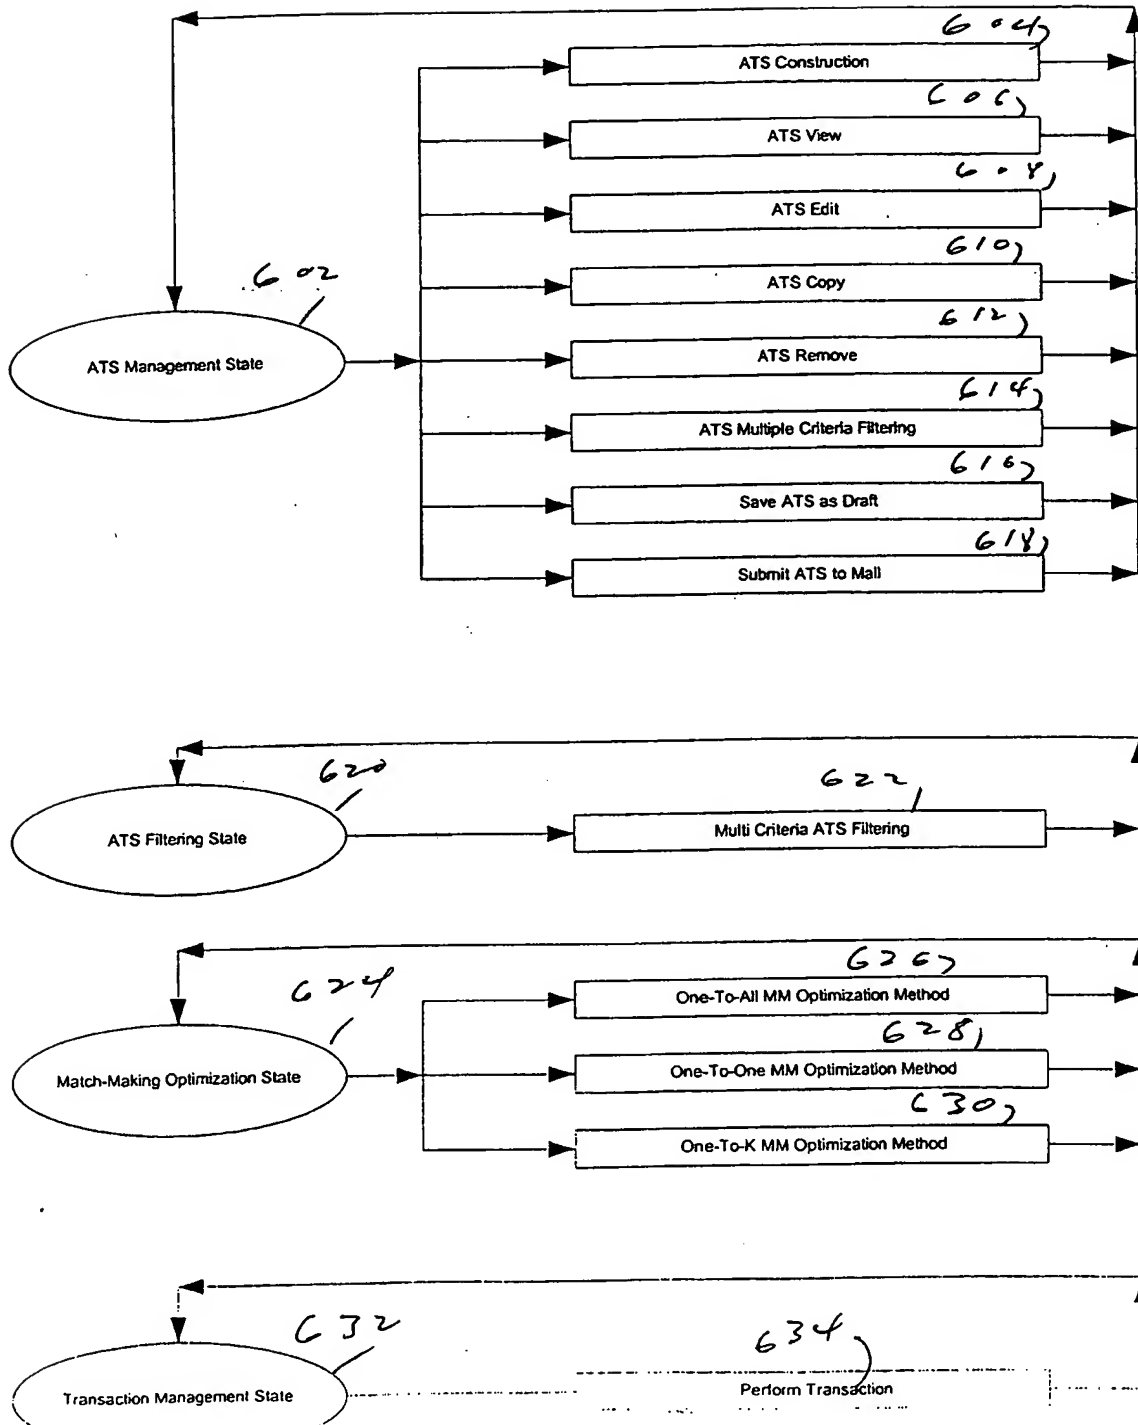 604
ATS Construction
606
ATS View
608
ATS Edit
610
ATS Copy
602
612
ATS Management State
ATS Remove
614
ATS Multiple Criteria Filtering
616
Save ATS as Draft
618
Submit ATS to Mall
620
622
ATS Filtering State
Multi Criteria ATS Filtering
624
626
One-To-All MM Optimization Method
628
Match-Making Optimization State
One-To-One MM Optimization Method
630
One-To-K MM Optimization Method
632
634
Transaction Management State
Perform Transaction